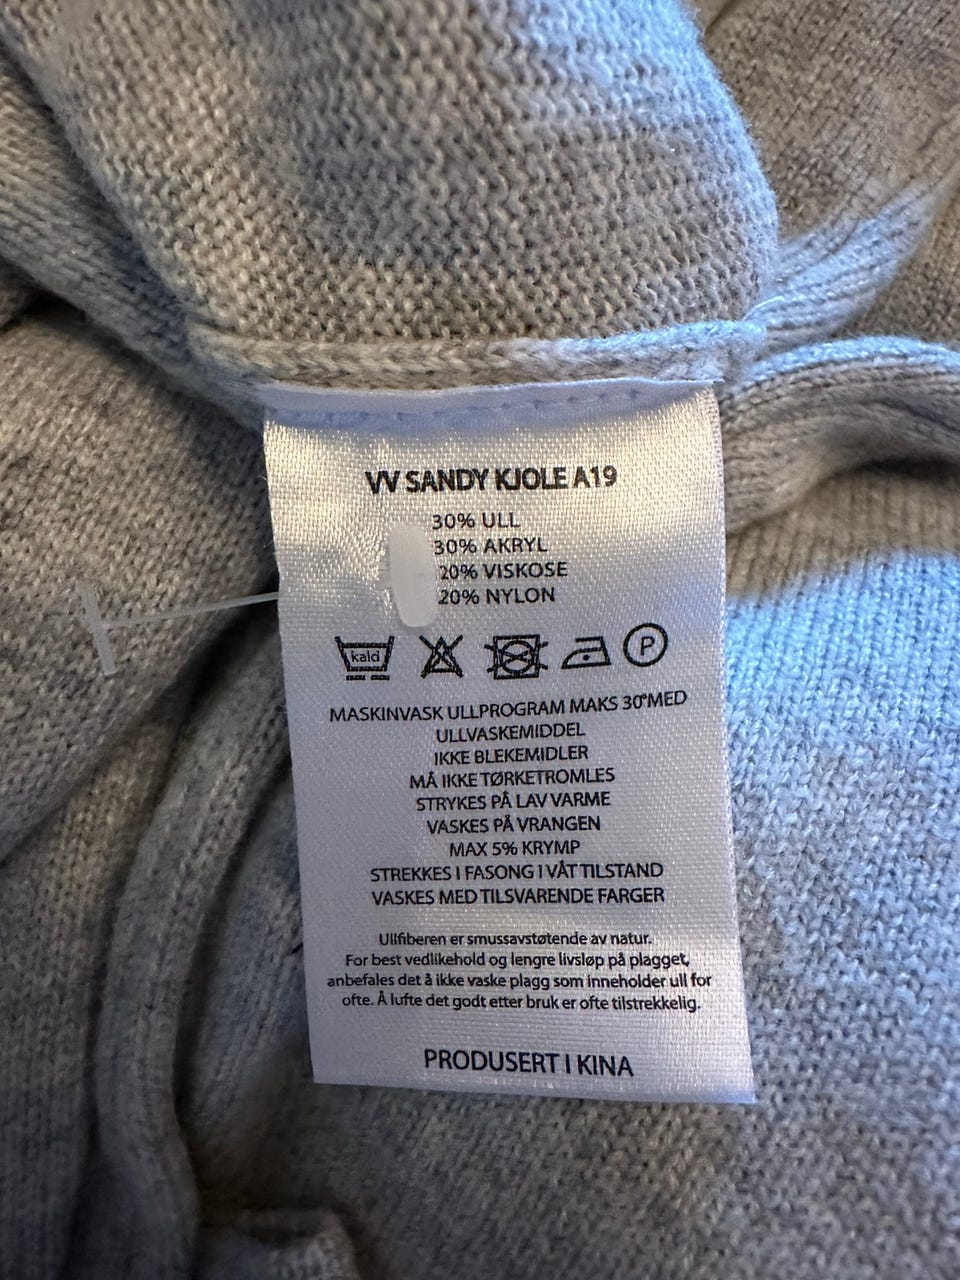 VV SANDY KJOLE A19
30% ULL
30% AKRYL
20% VISKOSE
20% NYLON
kald
P
MASKINVASK ULLPROGRAM MAKS 30° MED
ULLVASKEMIDDEL
IKKE BLEKEMIDLER
MÅ IKKE TØRKETROMLES
STRYKES PÅ LAV VARME
VASKES PÅ VRANGEN
MAX 5% KRYMP
STREKKES I FASONG I VÅT TILSTAND
VASKES MED TILSVARENDE FARGER
Ullfiberen er smussavstøtende av natur.
For best vedlikehold og lengre livsløp på plagget,
anbefales det å ikke vaske plagg som inneholder ull for
ofte. Å lufte det godt etter bruk er ofte tilstrekkelig.
PRODUSERT I KINA